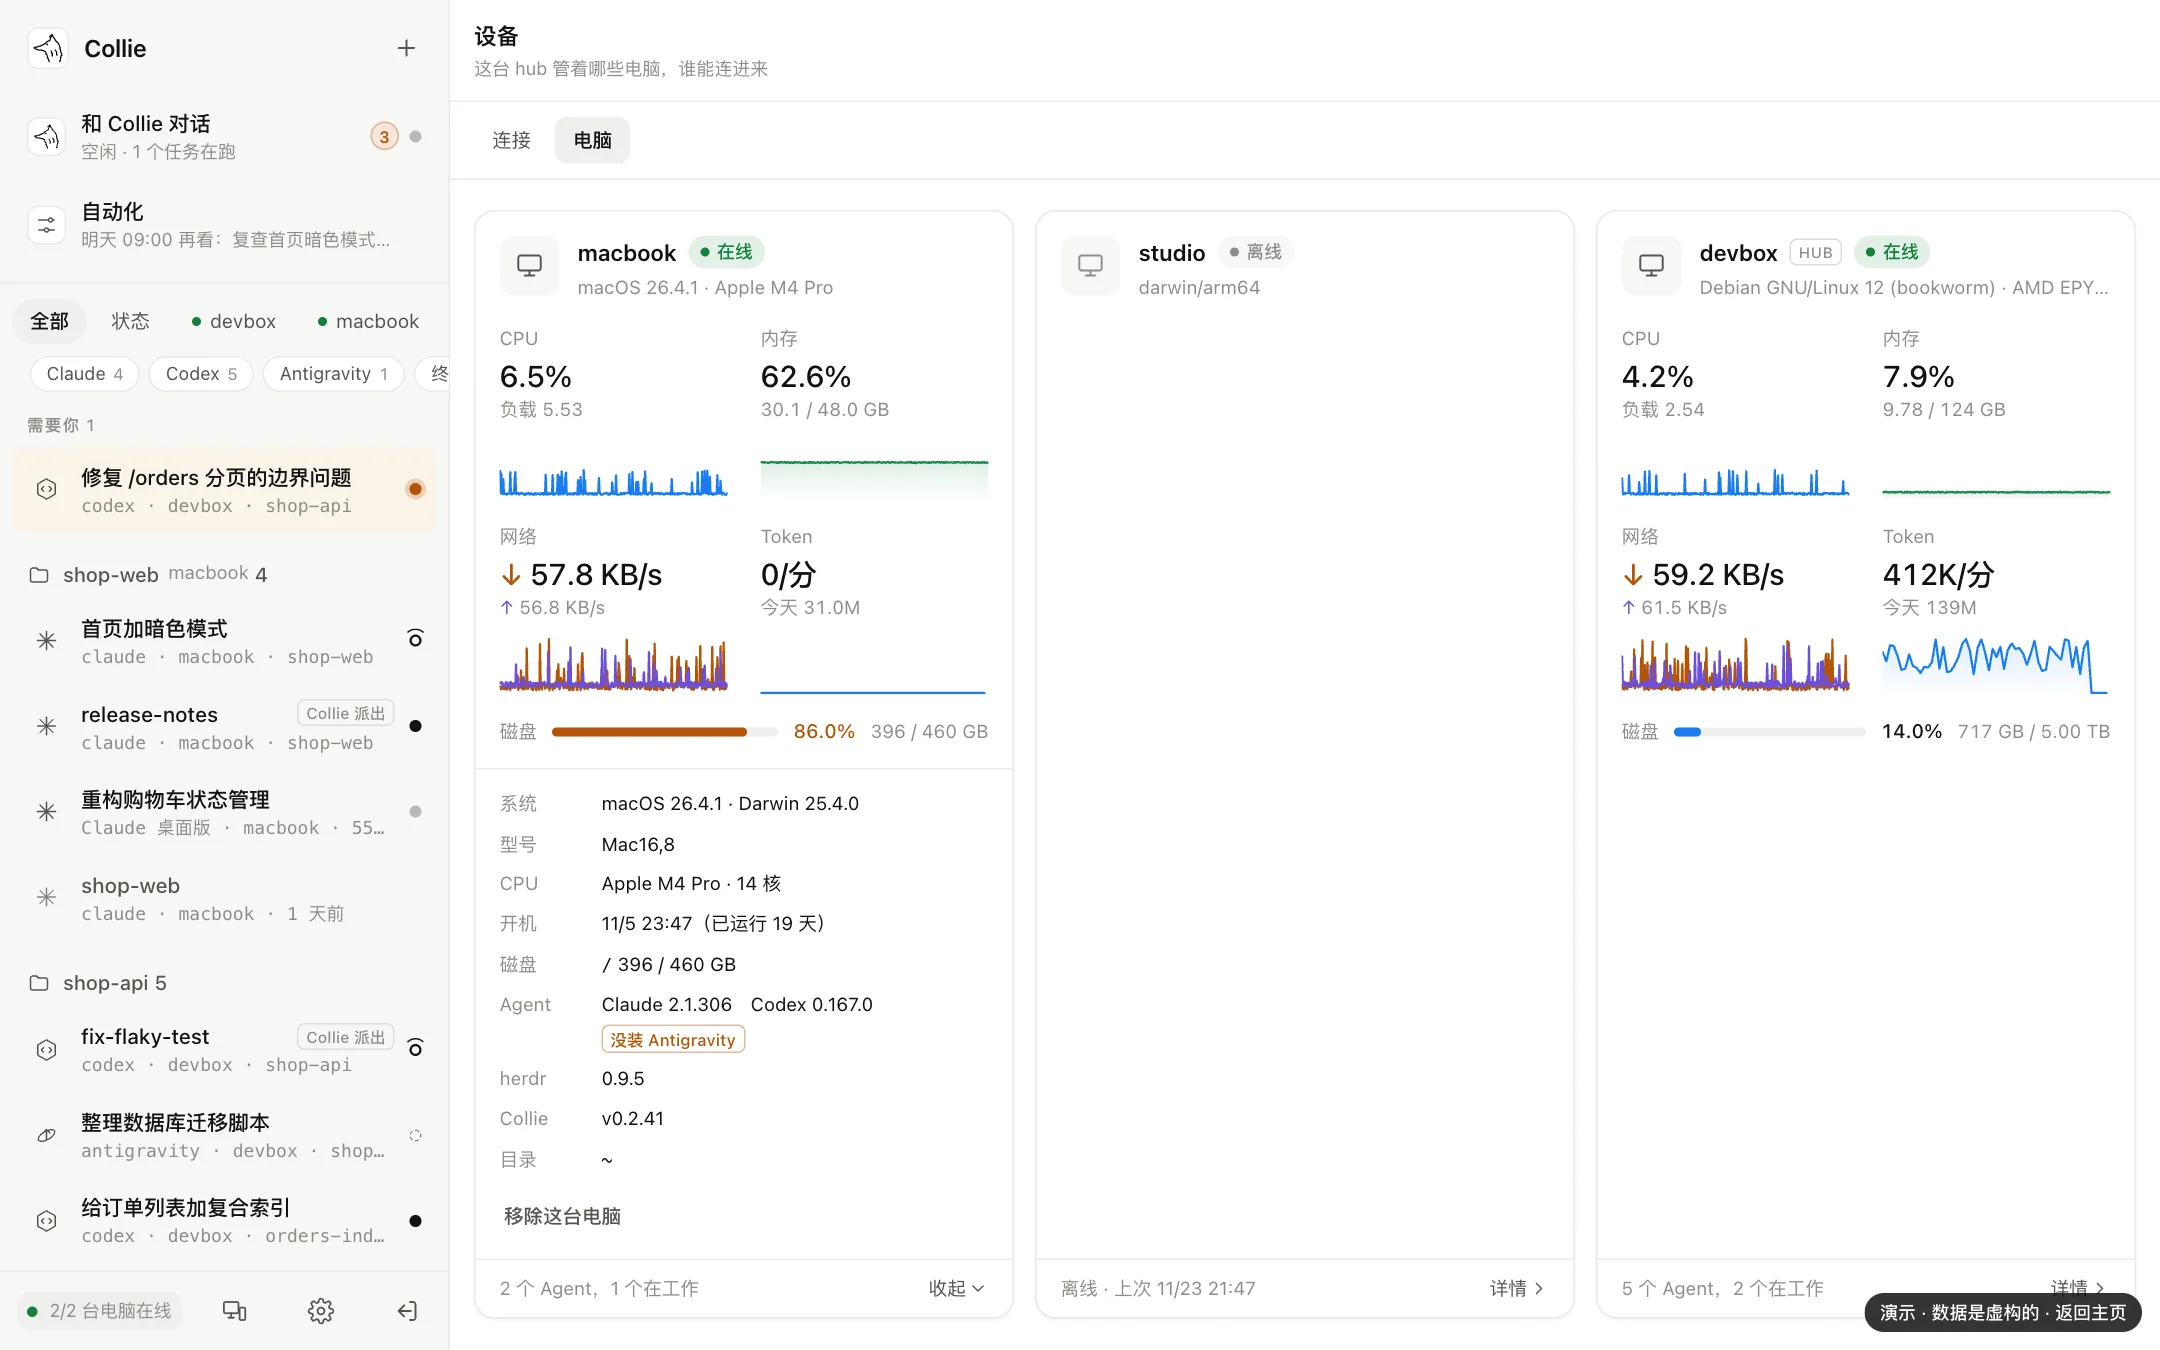 Collie
和 Collie 对话
3
空闲 · 1 个任务在跑
自动化
明天 09:00 再看：复查首页暗色模式...
全部 状态 devbox macbook
Claude 4 Codex 5 Antigravity 1 终
需要你 1
修复 /orders 分页的边界问题
codex · devbox · shop-api
shop-web macbook 4
首页加暗色模式
claude · macbook · shop-web
release-notes Collie 派出
claude · macbook · shop-web
重构购物车状态管理
Claude 桌面版 · macbook · 55…
shop-web
claude · macbook · 1 天前
shop-api 5
fix-flaky-test Collie 派出
codex · devbox · shop-api
整理数据库迁移脚本
antigravity · devbox · shop…
给订单列表加复合索引
codex · devbox · orders-ind…
2/2 台电脑在线
设备
这台 hub 管着哪些电脑，谁能连进来
连接 电脑
macbook 在线
macOS 26.4.1 · Apple M4 Pro
CPU 内存
6.5% 62.6%
负载 5.53 30.1 / 48.0 GB
网络 Token
↓ 57.8 KB/s 0/分
↑ 56.8 KB/s 今天 31.0M
磁盘 86.0% 396 / 460 GB
系统 macOS 26.4.1 · Darwin 25.4.0
型号 Mac16,8
CPU Apple M4 Pro · 14 核
开机 11/5 23:47（已运行 19 天）
磁盘 / 396 / 460 GB
Agent Claude 2.1.306 Codex 0.167.0
没装 Antigravity
herdr 0.9.5
Collie v0.2.41
目录 ~
移除这台电脑
2 个 Agent，1 个在工作 收起
studio 离线
darwin/arm64
离线 · 上次 11/23 21:47 详情
devbox HUB 在线
Debian GNU/Linux 12 (bookworm) · AMD EPY...
CPU 内存
4.2% 7.9%
负载 2.54 9.78 / 124 GB
网络 Token
↓ 59.2 KB/s 412K/分
↑ 61.5 KB/s 今天 139M
磁盘 14.0% 717 GB / 5.00 TB
5 个 Agent，2 个在工作 详情
演示 · 数据是虚构的 · 返回主页